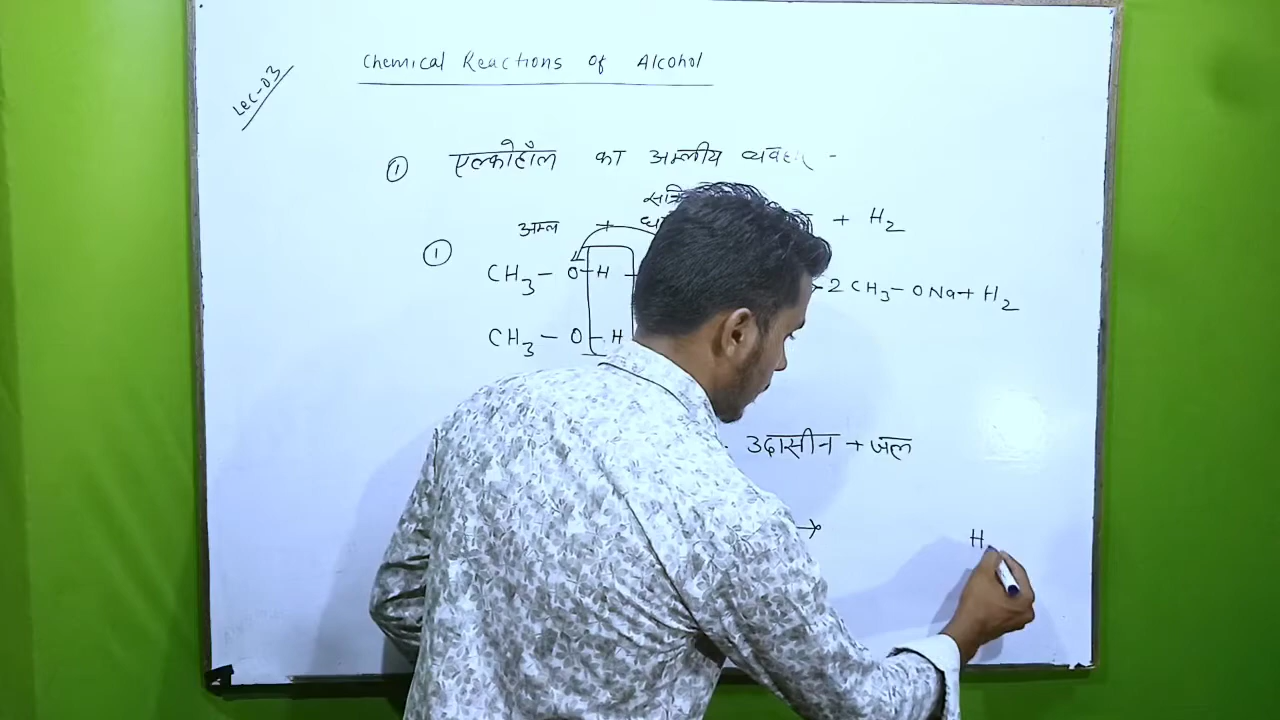 Lec-03
Chemical Reactions of Alcohol
① एल्कोहॉल का अम्लीय व्यवहार -
अम्ल + + H₂
① CH₃ - O - H 2 CH₃ - ONa + H₂
CH₃ - O - H
उदासीन + जल
→ H